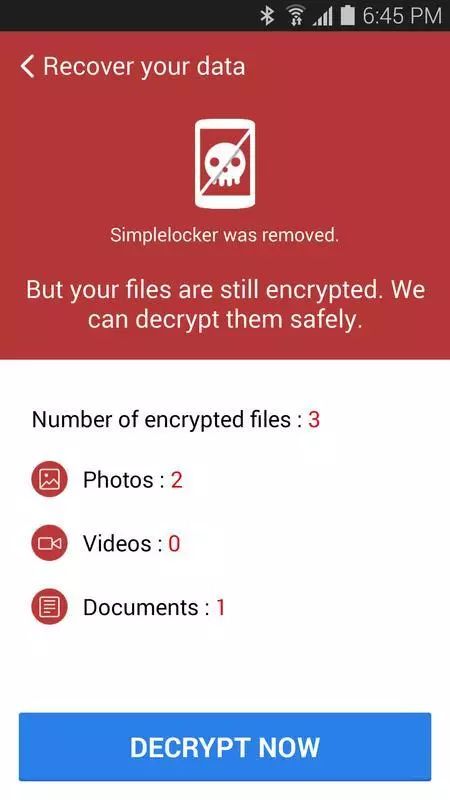 6:45 PM
Recover your data
Simplelocker was removed.
But your files are still encrypted. We
can decrypt them safely.
Number of encrypted files : 3
Photos : 2
Videos : 0
Documents : 1
DECRYPT NOW